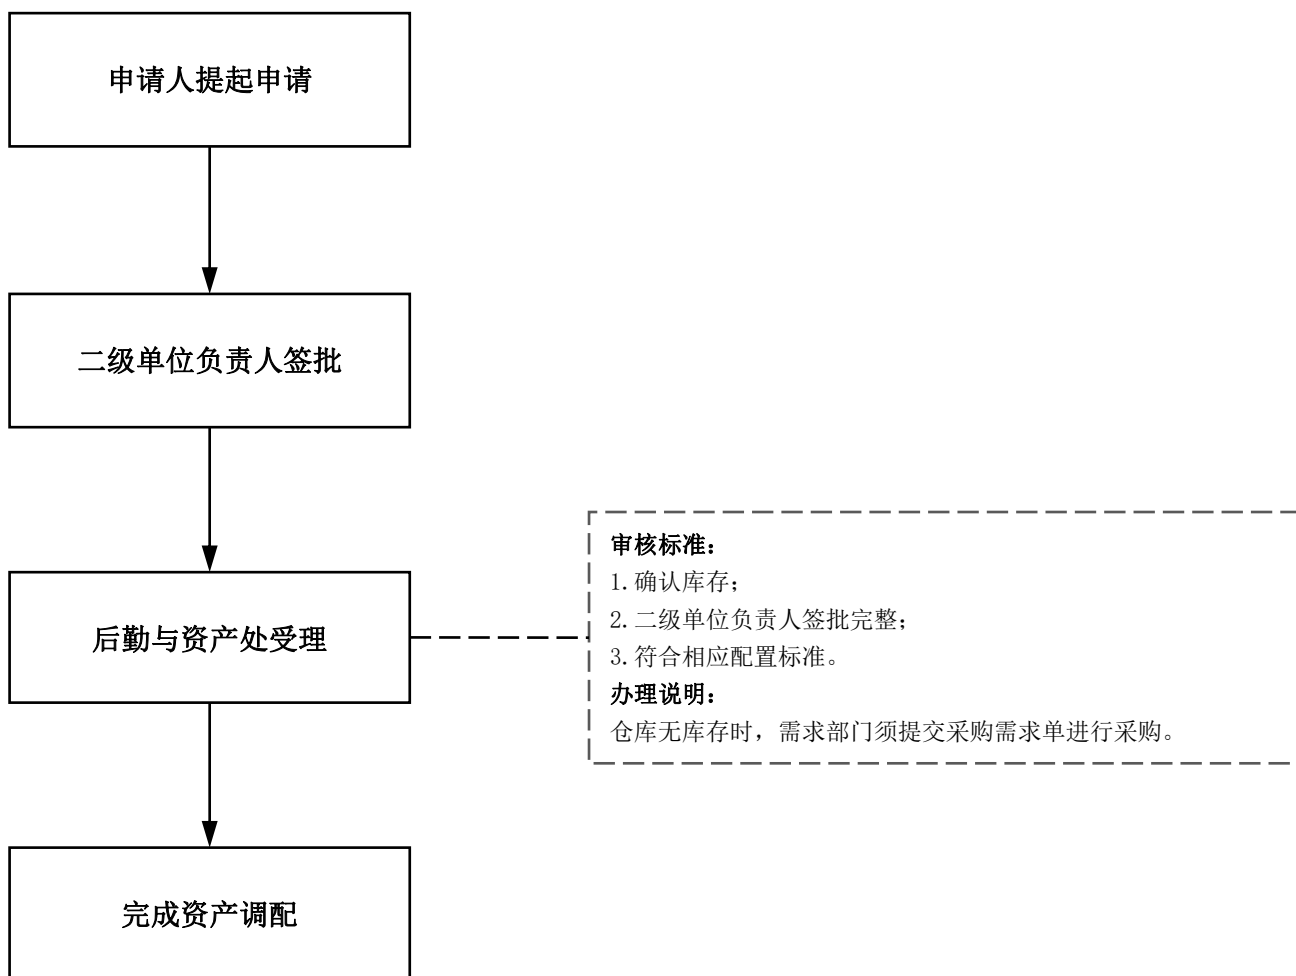 申请人提起申请
二级单位负责人签批
审核标准：
1.确认库存；
2.二级单位负责人签批完整；
3.符合相应配置标准。
办理说明：
仓库无库存时，需求部门须提交采购需求单进行采购。
后勤与资产处受理
完成资产调配